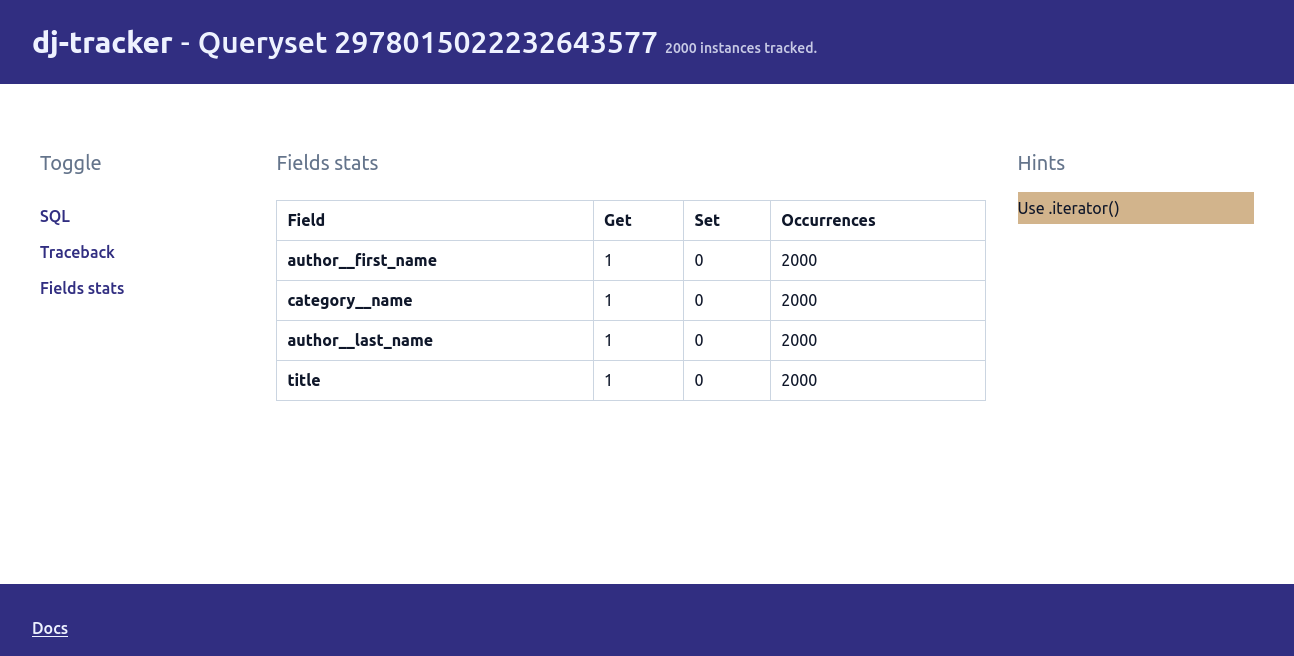 dj-tracker - Queryset 2978015022232643577 2000 instances tracked.
Toggle
SQL
Traceback
Fields stats
Fields stats
Field Get Set Occurrences
author__first_name 1 0 2000
category__name 1 0 2000
author__last_name 1 0 2000
title 1 0 2000
Hints
Use .iterator()
Docs